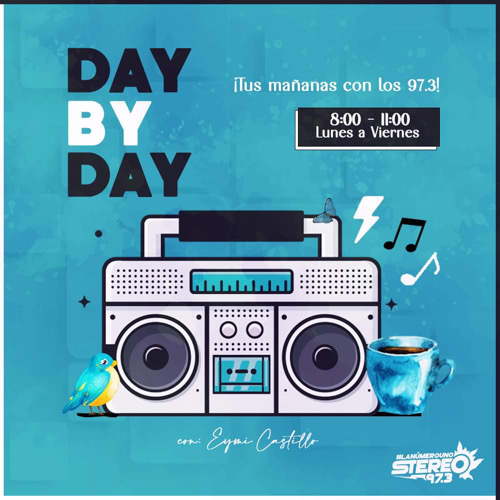 DAY
BY
DAY
¡Tus mañanas con los 97.3!
8:00 - 11:00
Lunes a Viernes
con: Eymi Castillo
#LANÚMEROUNO
STEREO
97.3